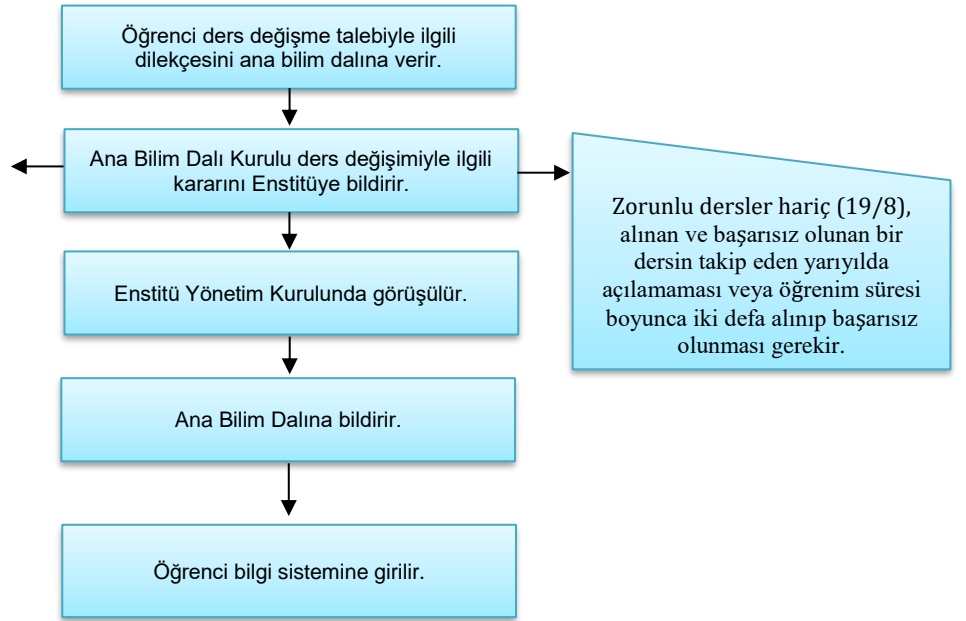 Öğrenci ders değişme talebiyle ilgili
dilekçesini ana bilim dalına verir.
Ana Bilim Dalı Kurulu ders değişimiyle ilgili
kararını Enstitüye bildirir.
Zorunlu dersler hariç (19/8),
alınan ve başarısız olunan bir
dersin takip eden yarıyılda
açılamaması veya öğrenim süresi
boyunca iki defa alınıp başarısız
olunması gerekir.
Enstitü Yönetim Kurulunda görüşülür.
Ana Bilim Dalına bildirir.
Öğrenci bilgi sistemine girilir.